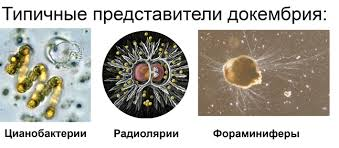 Типичные представители докембрия:
Цианобактерии Радиолярии Фораминиферы